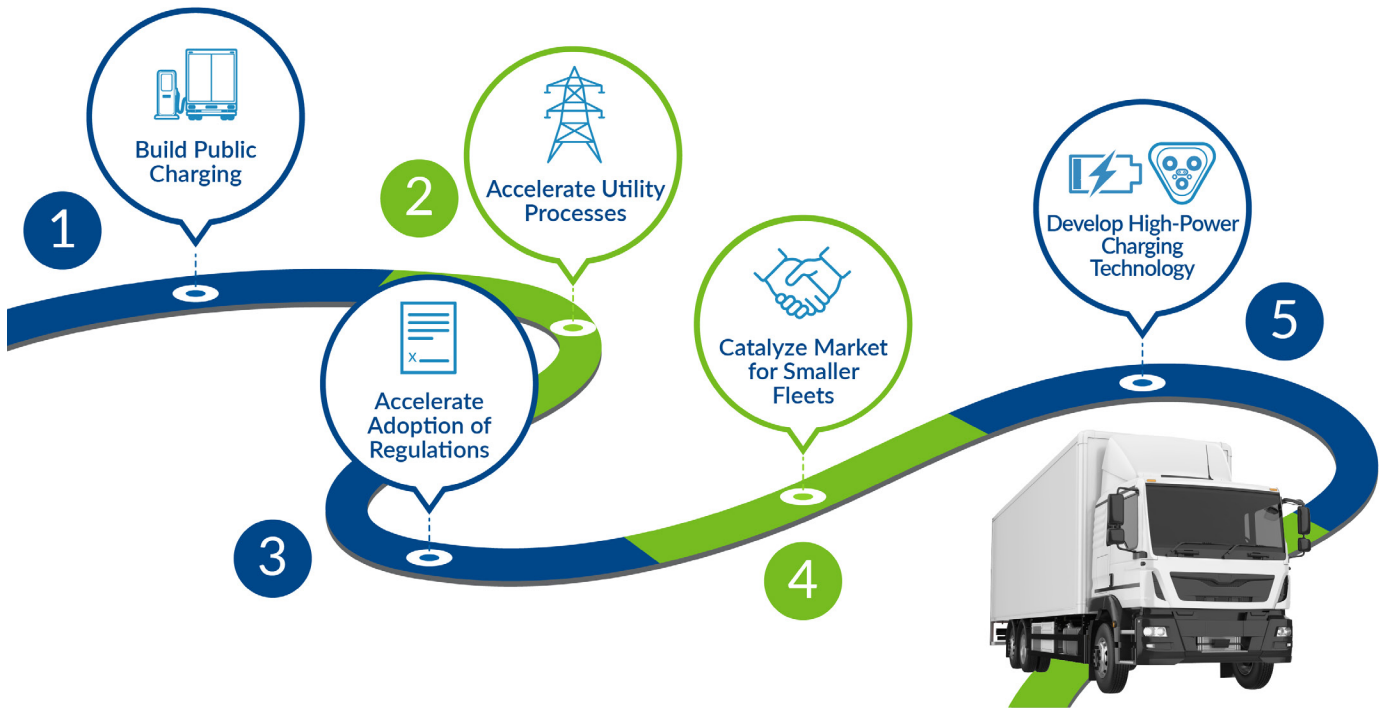 1
Build Public
Charging
2
Accelerate Utility
Processes
3
x
Accelerate
Adoption of
Regulations
4
Catalyze Market
for Smaller
Fleets
5
Develop High-Power
Charging
Technology